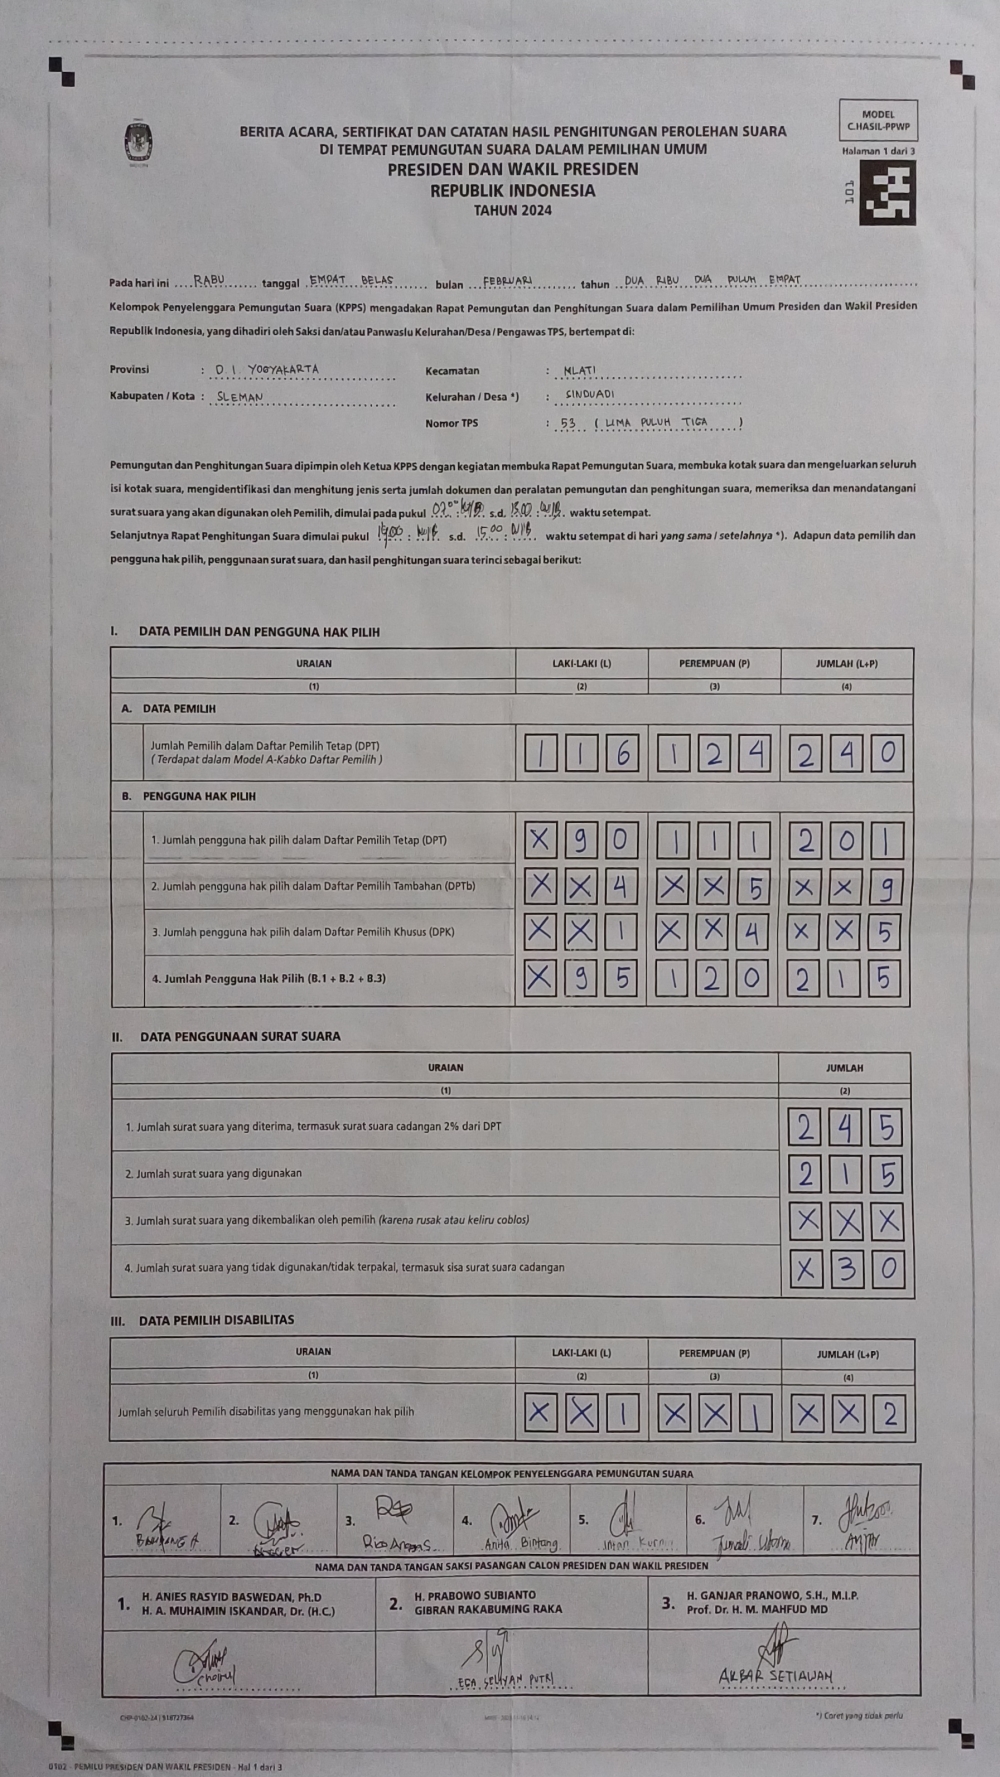 MODEL
C.HASIL-PPWP
Halaman 1 dari 3
101
BERITA ACARA, SERTIFIKAT DAN CATATAN HASIL PENGHITUNGAN PEROLEHAN SUARA
DI TEMPAT PEMUNGUTAN SUARA DALAM PEMILIHAN UMUM
PRESIDEN DAN WAKIL PRESIDEN
REPUBLIK INDONESIA
TAHUN 2024
Pada hari ini RABU tanggal EMPAT BELAS bulan FEBRUARI tahun DUA RIBU DUA PULUH EMPAT
Kelompok Penyelenggara Pemungutan Suara (KPPS) mengadakan Rapat Pemungutan dan Penghitungan Suara dalam Pemilihan Umum Presiden dan Wakil Presiden
Republik Indonesia, yang dihadiri oleh Saksi dan/atau Panwaslu Kelurahan/Desa / Pengawas TPS, bertempat di:
Provinsi : D.I. YOGYAKARTA Kecamatan : MLATI
Kabupaten / Kota : SLEMAN Kelurahan / Desa *) : SINDUADI
Nomor TPS : 53 ( LIMA PULUH TIGA )
Pemungutan dan Penghitungan Suara dipimpin oleh Ketua KPPS dengan kegiatan membuka Rapat Pemungutan Suara, membuka kotak suara dan mengeluarkan seluruh
isi kotak suara, mengidentifikasi dan menghitung jenis serta jumlah dokumen dan peralatan pemungutan dan penghitungan suara, memeriksa dan menandatangani
surat suara yang akan digunakan oleh Pemilih, dimulai pada pukul 07.00 WIB s.d. 13.00 WIB waktu setempat.
Selanjutnya Rapat Penghitungan Suara dimulai pukul 14.00 : WIB s.d. 15.00 : WIB waktu setempat di hari yang sama / setelahnya *). Adapun data pemilih dan
pengguna hak pilih, penggunaan surat suara, dan hasil penghitungan suara terinci sebagai berikut:
I. DATA PEMILIH DAN PENGGUNA HAK PILIH
URAIAN LAKI-LAKI (L) PEREMPUAN (P) JUMLAH (L+P)
(1) (2) (3) (4)
A. DATA PEMILIH
Jumlah Pemilih dalam Daftar Pemilih Tetap (DPT) 1 1 6 1 2 4 2 4 0
( Terdapat dalam Model A-Kabko Daftar Pemilih )
B. PENGGUNA HAK PILIH
1. Jumlah pengguna hak pilih dalam Daftar Pemilih Tetap (DPT) X 9 0 1 1 1 2 0 1
2. Jumlah pengguna hak pilih dalam Daftar Pemilih Tambahan (DPTb) X X 4 X X 5 X X 9
3. Jumlah pengguna hak pilih dalam Daftar Pemilih Khusus (DPK) X X 1 X X 4 X X 5
4. Jumlah Pengguna Hak Pilih (B.1 + B.2 + B.3) X 9 5 1 2 0 2 1 5
II. DATA PENGGUNAAN SURAT SUARA
URAIAN JUMLAH
(1) (2)
1. Jumlah surat suara yang diterima, termasuk surat suara cadangan 2% dari DPT 2 4 5
2. Jumlah surat suara yang digunakan 2 1 5
3. Jumlah surat suara yang dikembalikan oleh pemilih (karena rusak atau keliru coblos) X X X
4. Jumlah surat suara yang tidak digunakan/tidak terpakai, termasuk sisa surat suara cadangan X 3 0
III. DATA PEMILIH DISABILITAS
URAIAN LAKI-LAKI (L) PEREMPUAN (P) JUMLAH (L+P)
(1) (2) (3) (4)
Jumlah seluruh Pemilih disabilitas yang menggunakan hak pilih X X 1 X X 1 X X 2
NAMA DAN TANDA TANGAN KELOMPOK PENYELENGGARA PEMUNGUTAN SUARA
1. 2. 3. 4. 5. 6. 7.
Anita Bintang
NAMA DAN TANDA TANGAN SAKSI PASANGAN CALON PRESIDEN DAN WAKIL PRESIDEN
1. H. ANIES RASYID BASWEDAN, Ph.D
H. A. MUHAIMIN ISKANDAR, Dr. (H.C.)
2. H. PRABOWO SUBIANTO
GIBRAN RAKABUMING RAKA
3. H. GANJAR PRANOWO, S.H., M.I.P.
Prof. Dr. H. M. MAHFUD MD
Choirul PUTRI AKBAR SETIAWAN
CHP-0102-24 | 518727364
*) Coret yang tidak perlu
0102 - PEMILU PRESIDEN DAN WAKIL PRESIDEN - Hal 1 dari 3